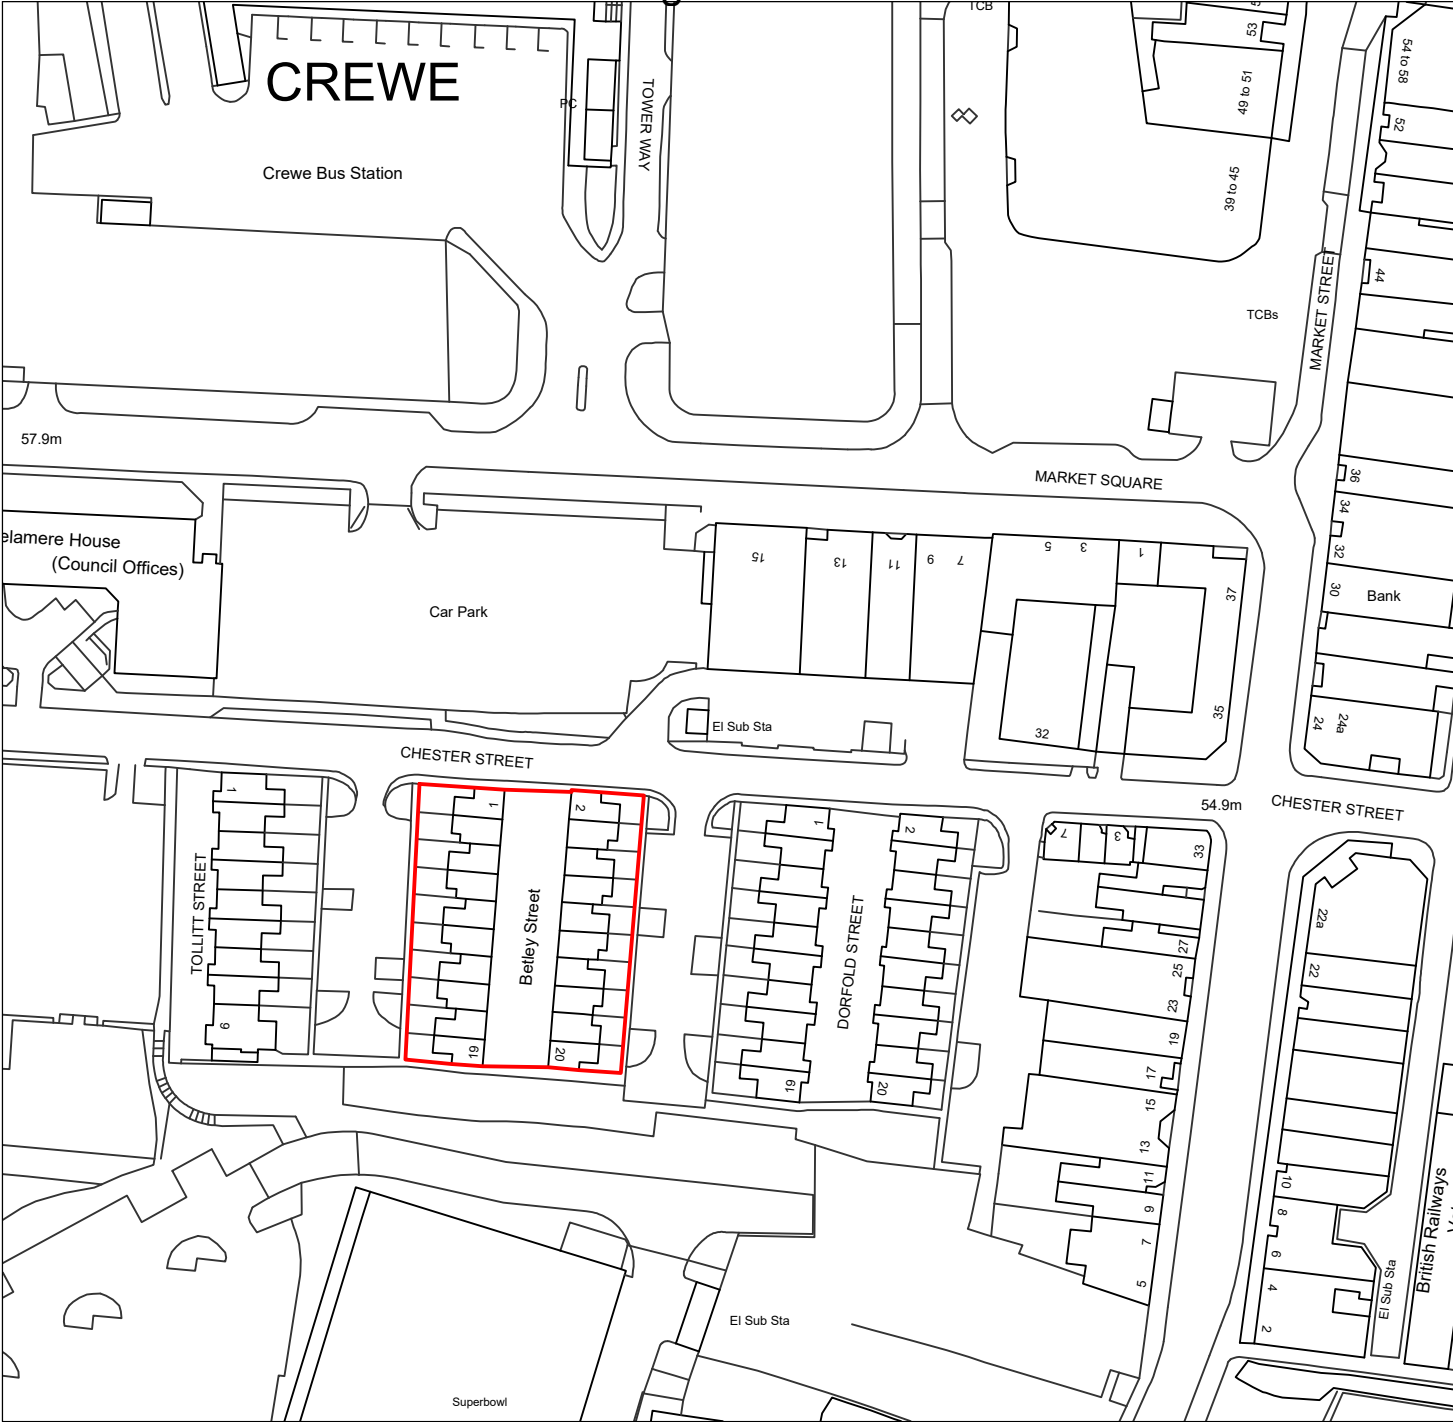 TCB
53
54 to 58
CREWE
49 to 51
PC
TOWER WAY
52
Crewe Bus Station
39 to 45
44
TCBs
MARKET STREET
57.9m
MARKET SQUARE
36
34
elamere House
(Council Offices)
15
13
11
9
7
5
3
1
32
30
Bank
37
Car Park
35
24
24a
El Sub Sta
32
CHESTER STREET
54.9m
CHESTER STREET
1
1
2
1
2
7
3
33
TOLLITT STREET
Betley Street
DORFOLD STREET
22a
27
25
22
23
19
9
19
20
19
20
17
15
13
11
10
9
8
7
6
5
4
2
British Railways
El Sub Sta
El Sub Sta
Superbowl